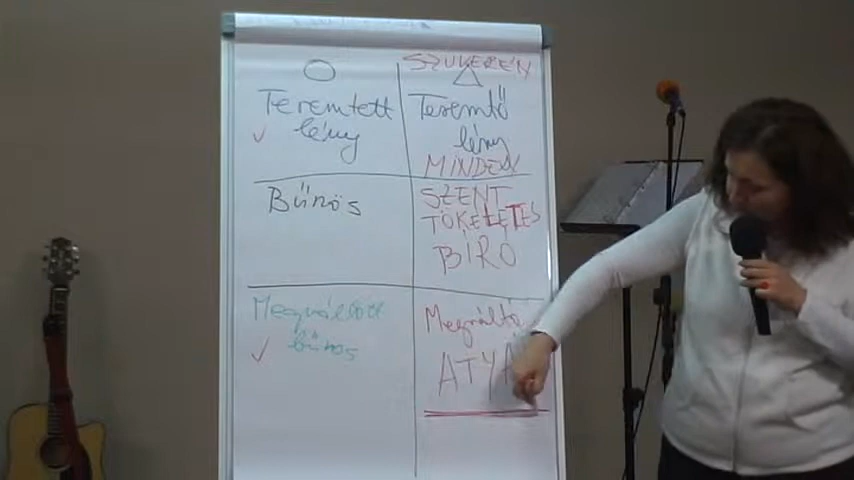 SZUVERÉN
Teremtett
lény
Teremtő
lény
MINDEN
Bűnös
SZENT
TÖKÉLETES
BÍRÓ
Megváltott
bűnös
Megváltó
ATYA